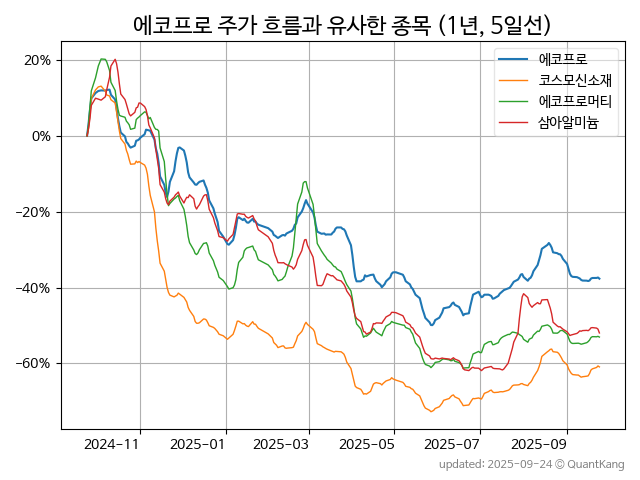 에코프로 주가 흐름과 유사한 종목 (1년, 5일선)
에코프로
코스모신소재
에코프로머티
삼아알미늄
20%
0%
−20%
−40%
−60%
2024−11
2025−01
2025−03
2025−05
2025−07
2025−09
updated: 2025-09-24 © QuantKang